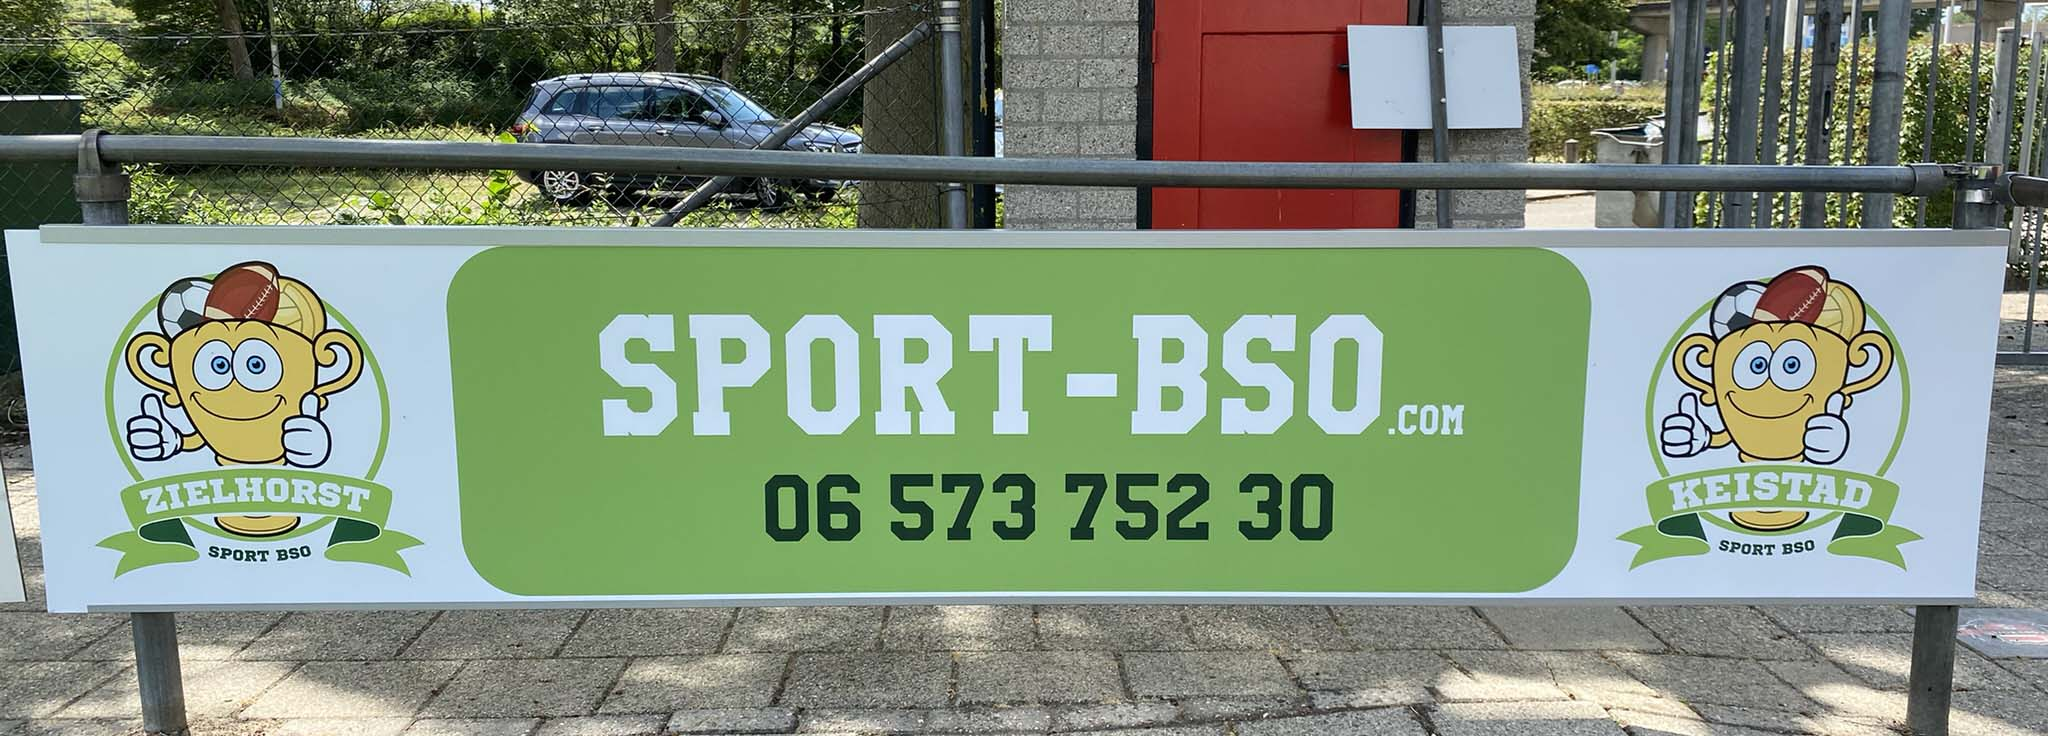 ZIELHORST
SPORT BSO
SPORT-BSO.COM
06 573 752 30
KEISTAD
SPORT BSO